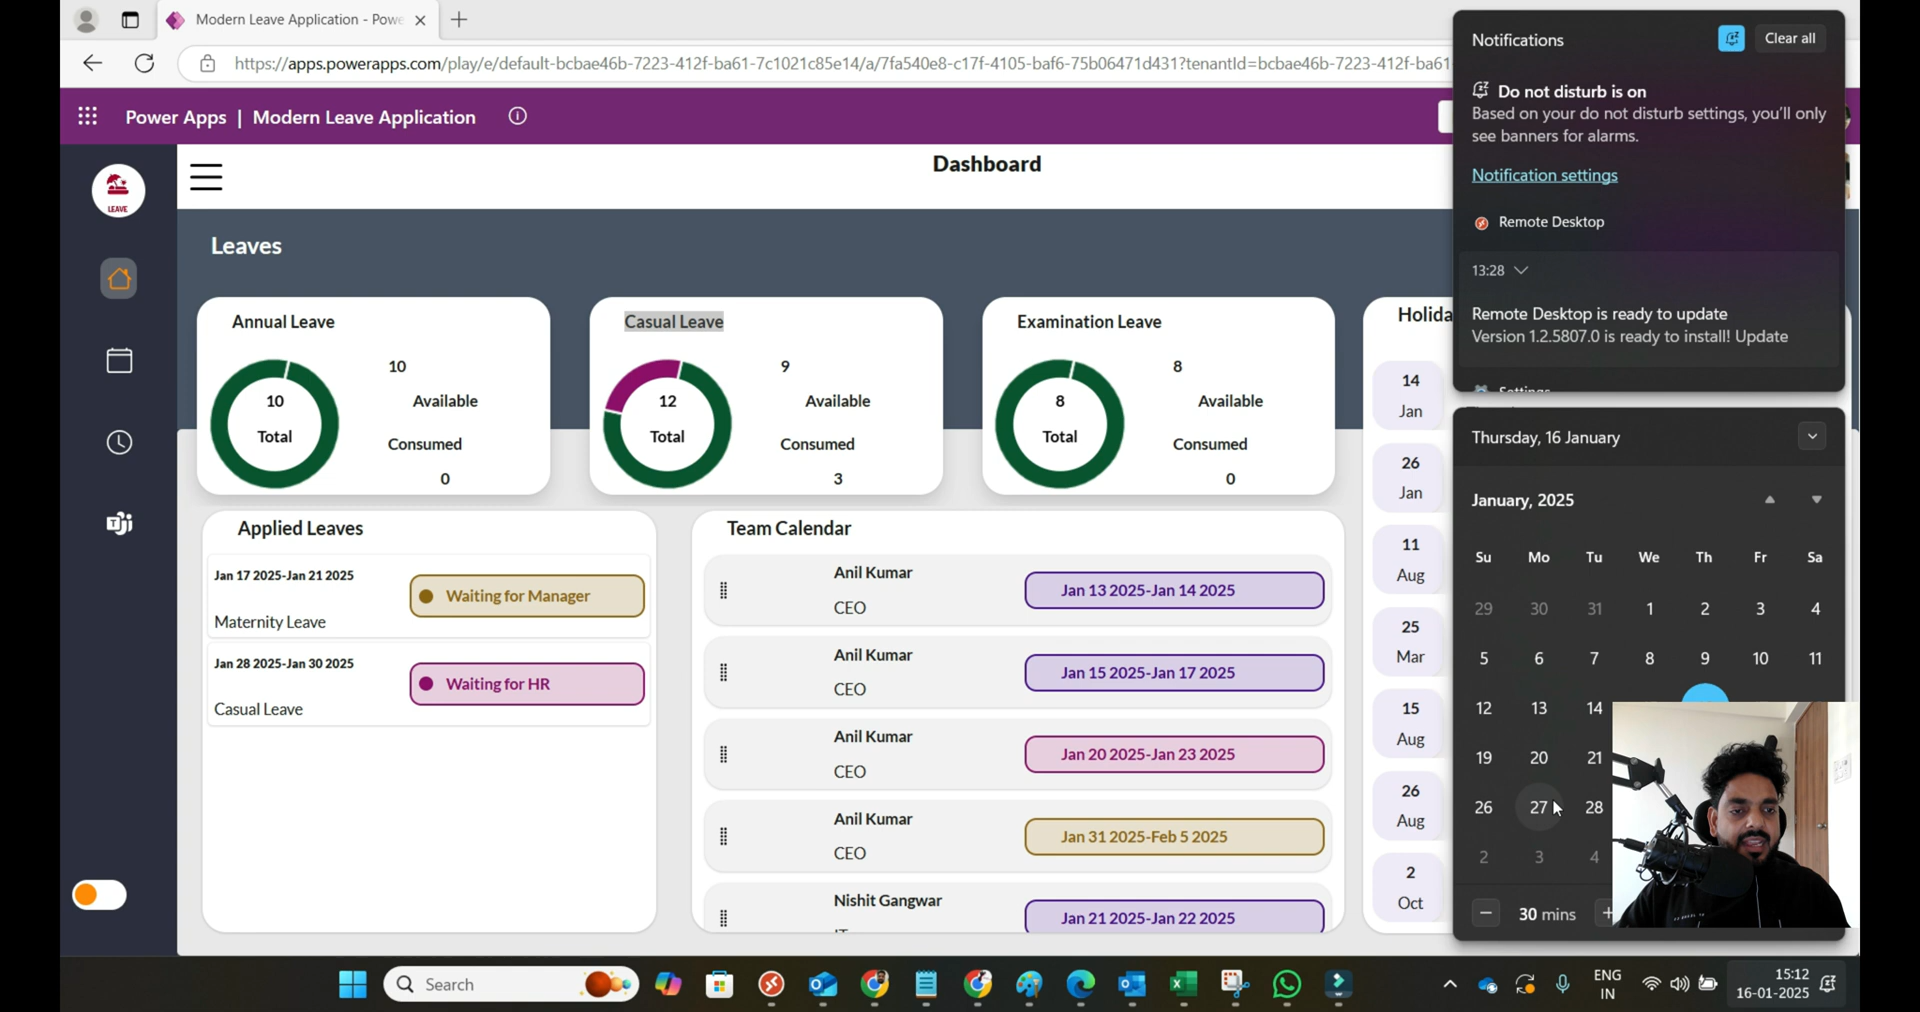 Modern Leave Application - Powe
https://apps.powerapps.com/play/e/default-bcbae46b-7223-412f-ba61-7c1021c85e14/a/7fa540e8-c17f-4105-baf6-75b06471d431?tenantId=bcbae46b-7223-412f-ba61-
Power Apps | Modern Leave Application
LEAVE
Dashboard
Leaves
Annual Leave
10
Total
10
Available
Consumed
0
Casual Leave
12
Total
9
Available
Consumed
3
Examination Leave
8
Total
8
Available
Consumed
0
Holida
14
Jan
26
Jan
11
Aug
25
Mar
15
Aug
26
Aug
2
Oct
Applied Leaves
Jan 17 2025-Jan 21 2025
Waiting for Manager
Maternity Leave
Jan 28 2025-Jan 30 2025
Waiting for HR
Casual Leave
Team Calendar
Anil Kumar
CEO
Jan 13 2025-Jan 14 2025
Anil Kumar
CEO
Jan 15 2025-Jan 17 2025
Anil Kumar
CEO
Jan 20 2025-Jan 23 2025
Anil Kumar
CEO
Jan 31 2025-Feb 5 2025
Nishit Gangwar
Jan 21 2025-Jan 22 2025
Notifications
Clear all
Do not disturb is on
Based on your do not disturb settings, you'll only
see banners for alarms.
Notification settings
Remote Desktop
13:28
Remote Desktop is ready to update
Version 1.2.5807.0 is ready to install! Update
Thursday, 16 January
January, 2025
Su Mo Tu We Th Fr Sa
29 30 31 1 2 3 4
5 6 7 8 9 10 11
12 13 14
19 20 21
26 27 28
2 3 4
30 mins
Search
ENG
IN
15:12
16-01-2025